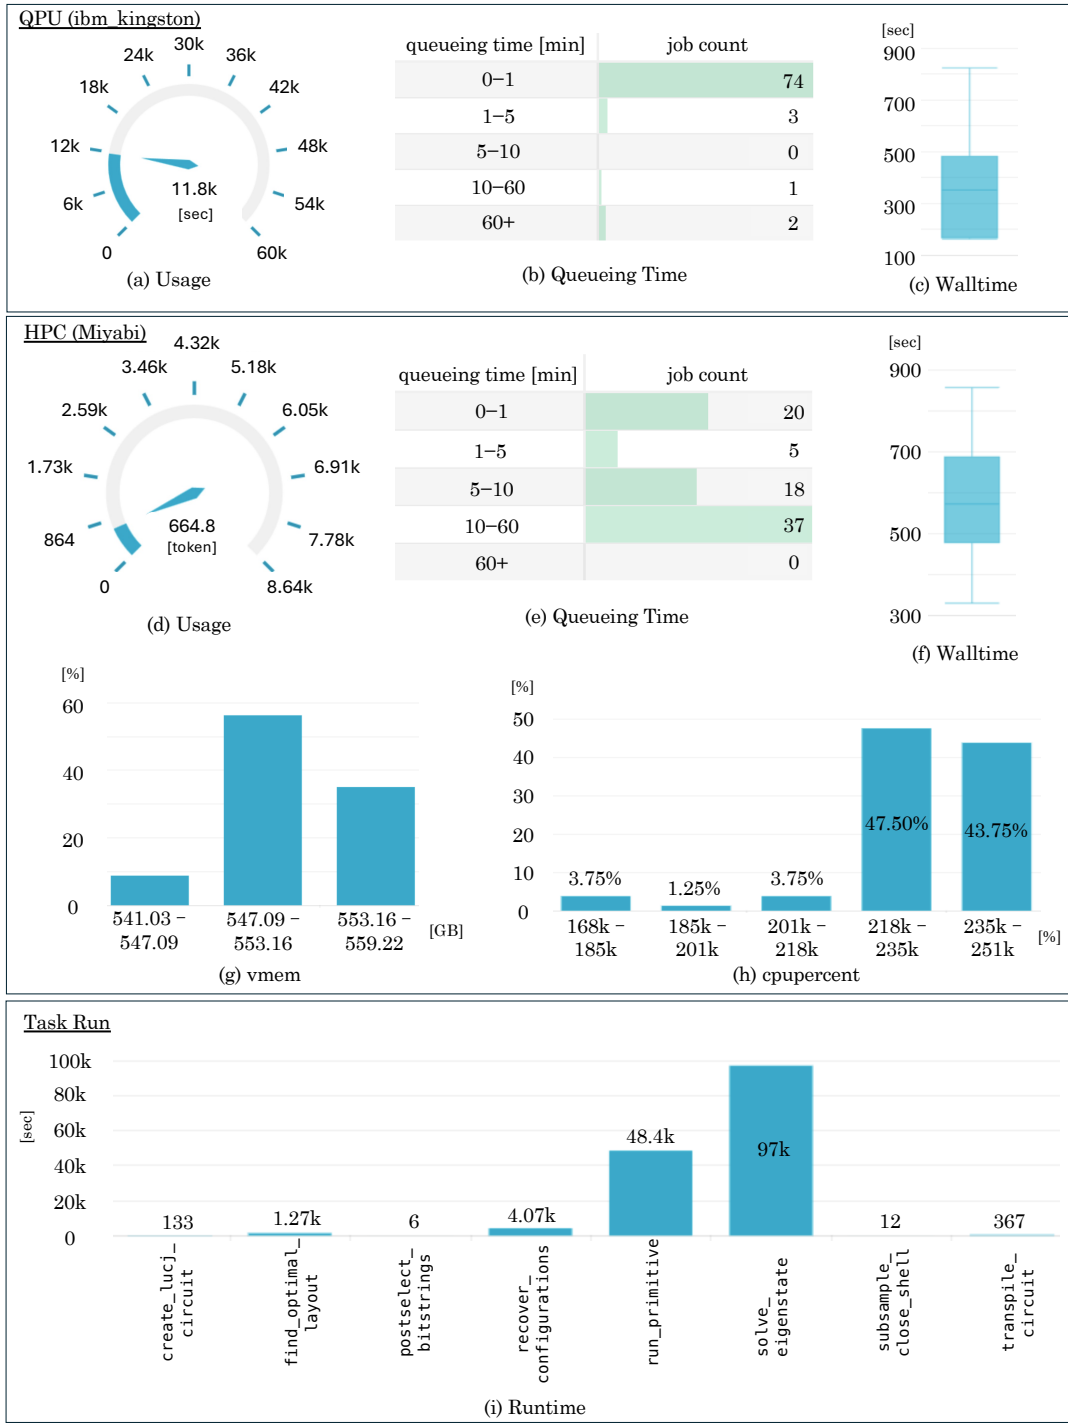 QPU (ibm_kingston)
30k
24k
36k
18k
42k
12k
48k
6k
54k
0
60k
11.8k
[sec]
(a) Usage
queueing time [min] job count
0–1 74
1–5 3
5–10 0
10–60 1
60+ 2
(b) Queueing Time
[sec]
900
700
500
300
100
(c) Walltime
HPC (Miyabi)
4.32k
3.46k
5.18k
2.59k
6.05k
1.73k
6.91k
864
7.78k
0
8.64k
664.8
[token]
(d) Usage
queueing time [min] job count
0–1 20
1–5 5
5–10 18
10–60 37
60+ 0
(e) Queueing Time
[sec]
900
700
500
300
(f) Walltime
[%]
60
40
20
0
541.03 –
547.09
547.09 –
553.16
553.16 –
559.22
[GB]
(g) vmem
[%]
50
40
30
20
10
0
3.75%
1.25%
3.75%
47.50%
43.75%
168k –
185k
185k –
201k
201k –
218k
218k –
235k
235k –
251k
[%]
(h) cpupercent
Task Run
[sec]
100k
80k
60k
40k
20k
0
133
1.27k
6
4.07k
48.4k
97k
12
367
create_lucj_
circuit
find_optimal_
layout
postselect_
bitstrings
recover_
configurations
run_primitive
solve_
eigenstate
subsample_
close_shell
transpile_
circuit
(i) Runtime